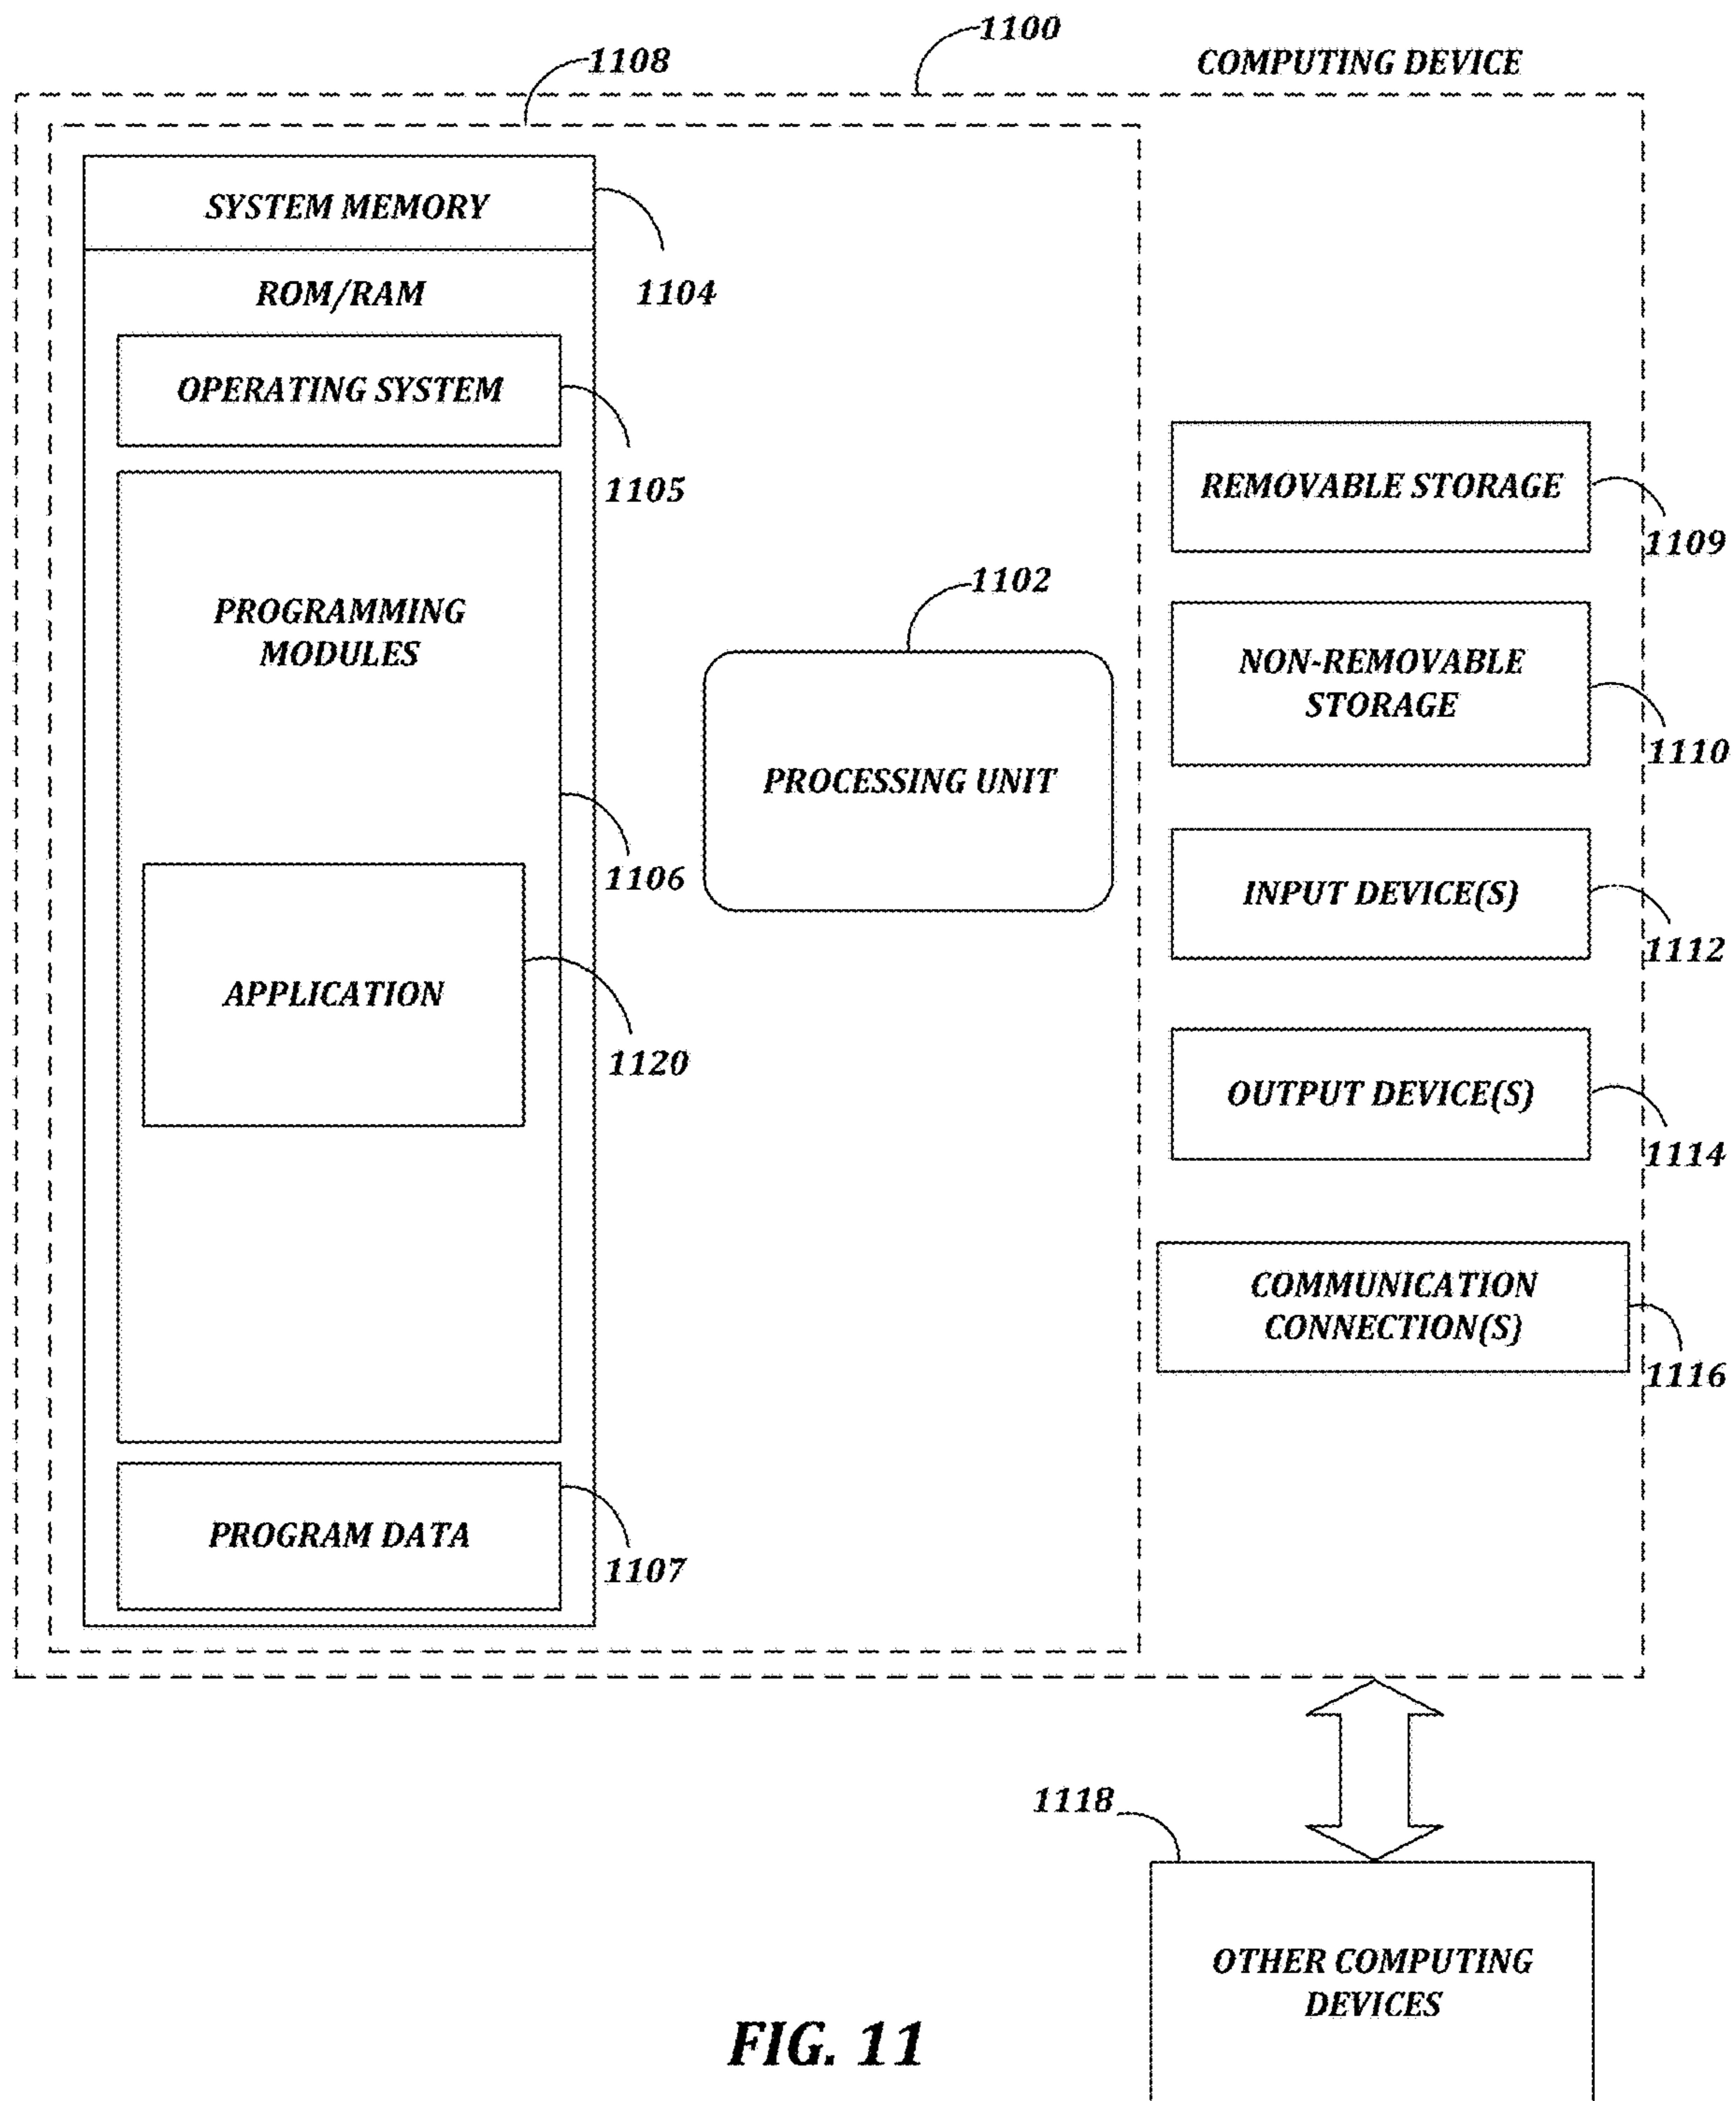 1100
COMPUTING DEVICE
1108
SYSTEM MEMORY
1104
ROM/RAM
OPERATING SYSTEM
1105
PROGRAMMING
MODULES
1106
APPLICATION
1120
PROGRAM DATA
1107
1102
PROCESSING UNIT
REMOVABLE STORAGE
1109
NON-REMOVABLE
STORAGE
1110
INPUT DEVICE(S)
1112
OUTPUT DEVICE(S)
1114
COMMUNICATION
CONNECTION(S)
1116
1118
OTHER COMPUTING
DEVICES
FIG. 11